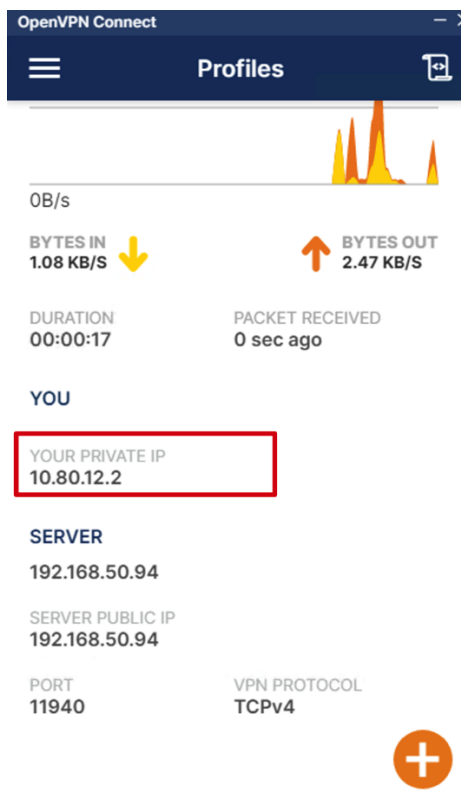 OpenVPN Connect
Profiles
0B/s
BYTES IN
1.08 KB/S
BYTES OUT
2.47 KB/S
DURATION
00:00:17
PACKET RECEIVED
0 sec ago
YOU
YOUR PRIVATE IP
10.80.12.2
SERVER
192.168.50.94
SERVER PUBLIC IP
192.168.50.94
PORT
11940
VPN PROTOCOL
TCPv4